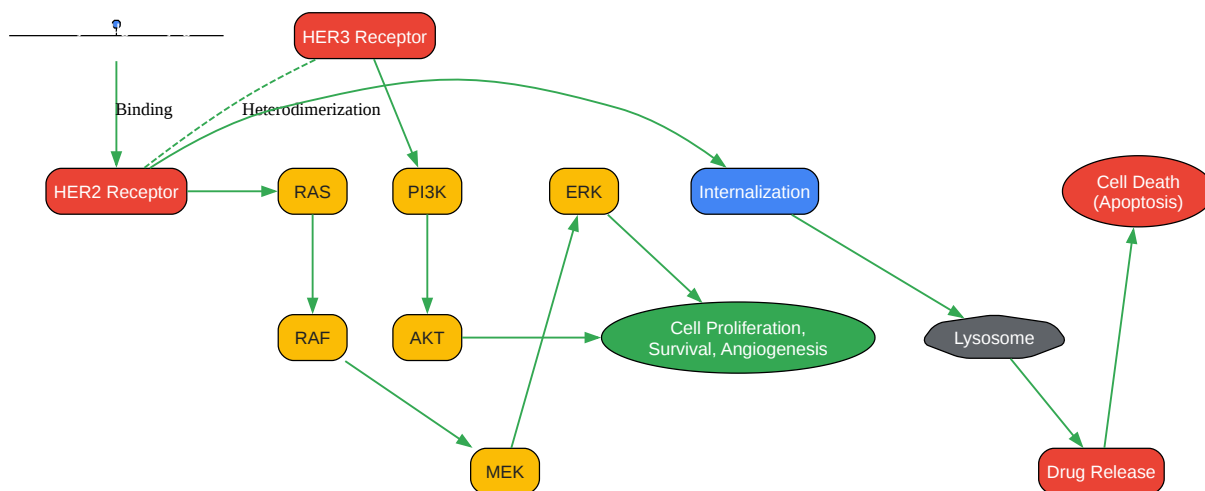 HER3 Receptor
Binding
Heterodimerization
HER2 Receptor
RAS
PI3K
ERK
Internalization
Cell Death
(Apoptosis)
RAF
AKT
Cell Proliferation,
Survival, Angiogenesis
Lysosome
MEK
Drug Release